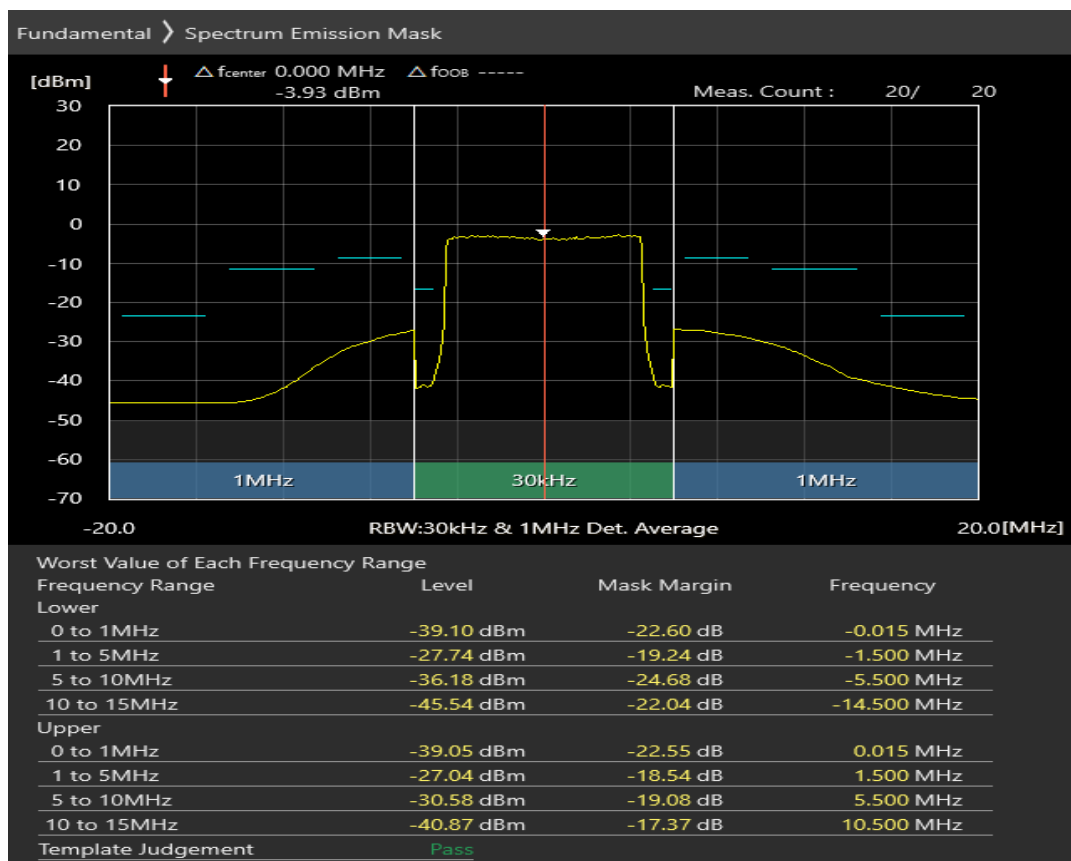 Fundamental ❯ Spectrum Emission Mask
△ fcenter 0.000 MHz △ fOOB -----
[dBm]
-3.93 dBm Meas. Count : 20/ 20
30
20
10
0
-10
-20
-30
-40
-50
-60
1MHz 30kHz 1MHz
-70
-20.0 RBW:30kHz & 1MHz Det. Average 20.0[MHz]
Worst Value of Each Frequency Range
Frequency Range Level Mask Margin Frequency
Lower
0 to 1MHz -39.10 dBm -22.60 dB -0.015 MHz
1 to 5MHz -27.74 dBm -19.24 dB -1.500 MHz
5 to 10MHz -36.18 dBm -24.68 dB -5.500 MHz
10 to 15MHz -45.54 dBm -22.04 dB -14.500 MHz
Upper
0 to 1MHz -39.05 dBm -22.55 dB 0.015 MHz
1 to 5MHz -27.04 dBm -18.54 dB 1.500 MHz
5 to 10MHz -30.58 dBm -19.08 dB 5.500 MHz
10 to 15MHz -40.87 dBm -17.37 dB 10.500 MHz
Template Judgement Pass